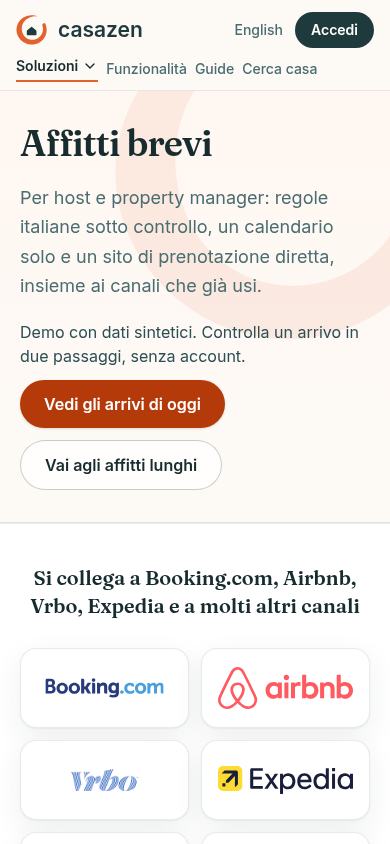 casazen
English
Accedi
Soluzioni
Funzionalità
Guide
Cerca casa
Affitti brevi
Per host e property manager: regole
italiane sotto controllo, un calendario
solo e un sito di prenotazione diretta,
insieme ai canali che già usi.
Demo con dati sintetici. Controlla un arrivo in
due passaggi, senza account.
Vedi gli arrivi di oggi
Vai agli affitti lunghi
Si collega a Booking.com, Airbnb,
Vrbo, Expedia e a molti altri canali
Booking.com
airbnb
Vrbo
Expedia